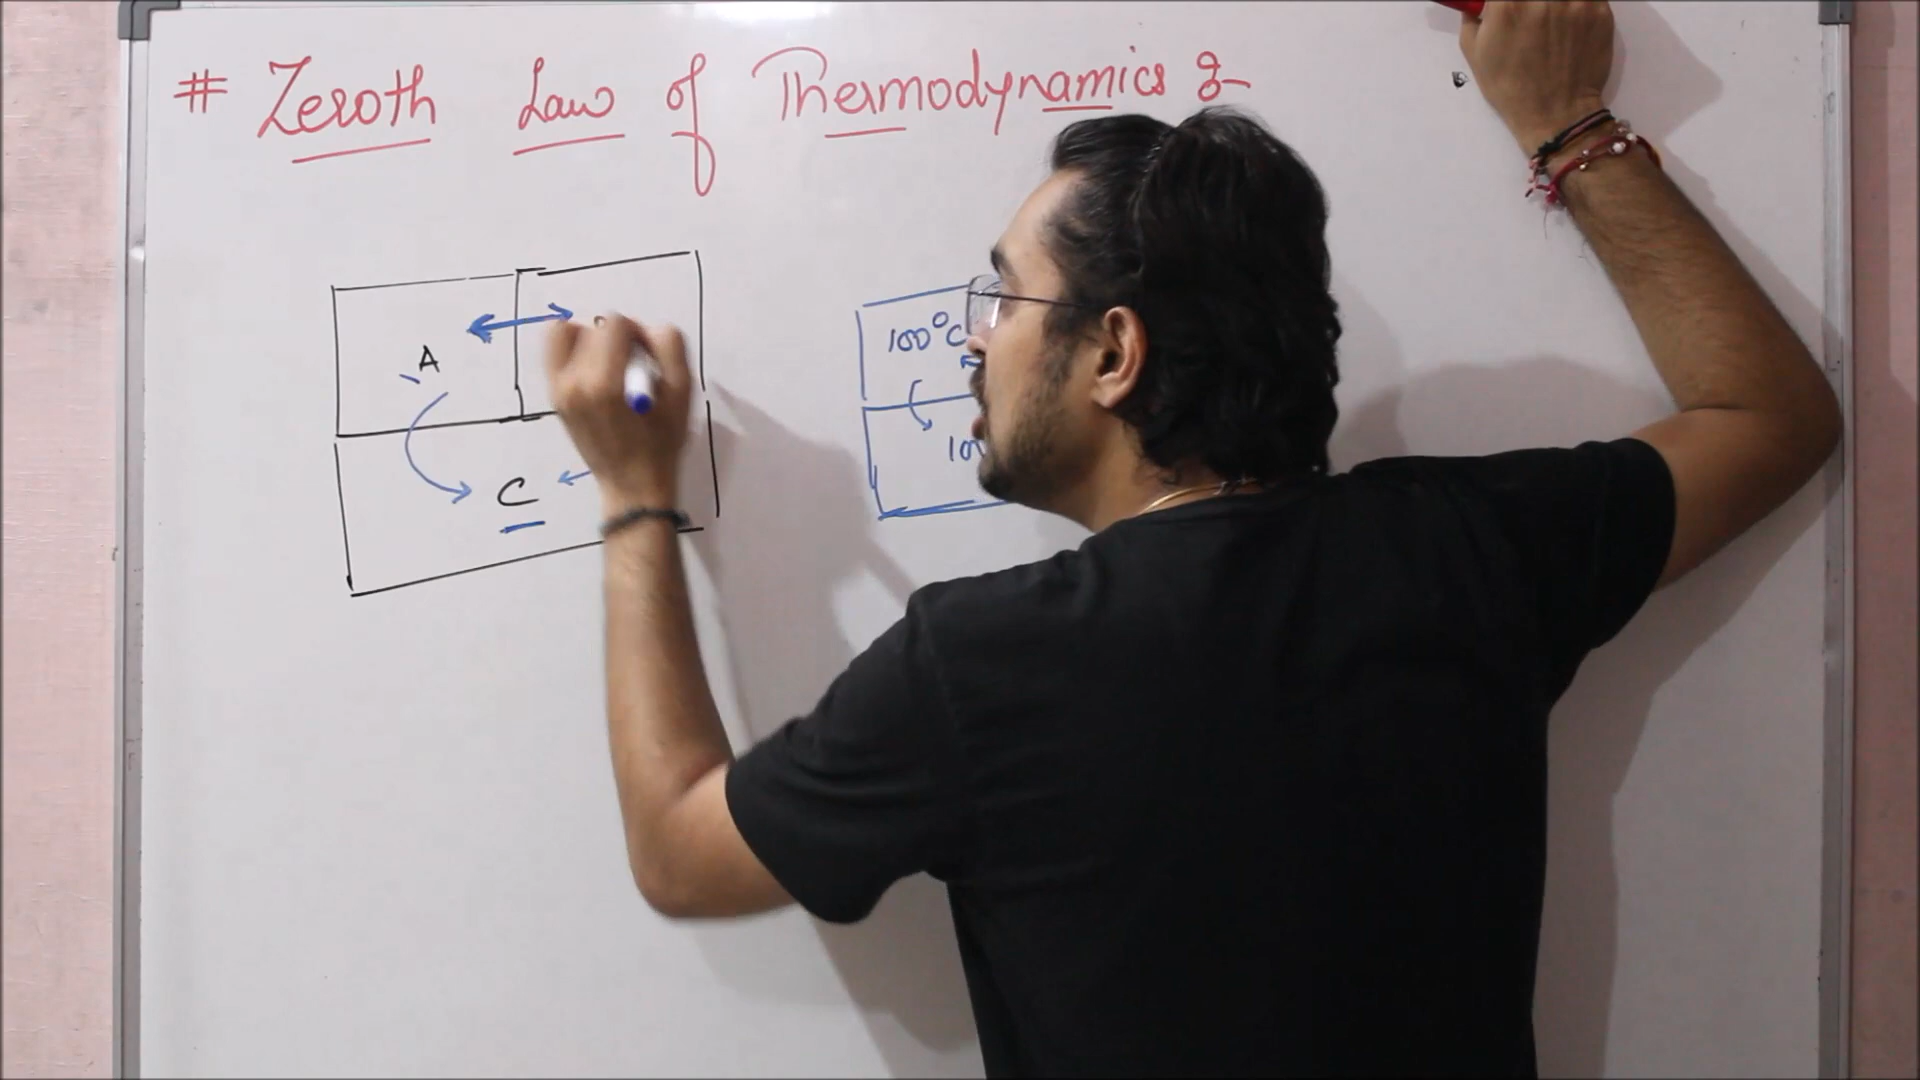 # Zeroth Law of Thermodynamics :-
A
100°C
C